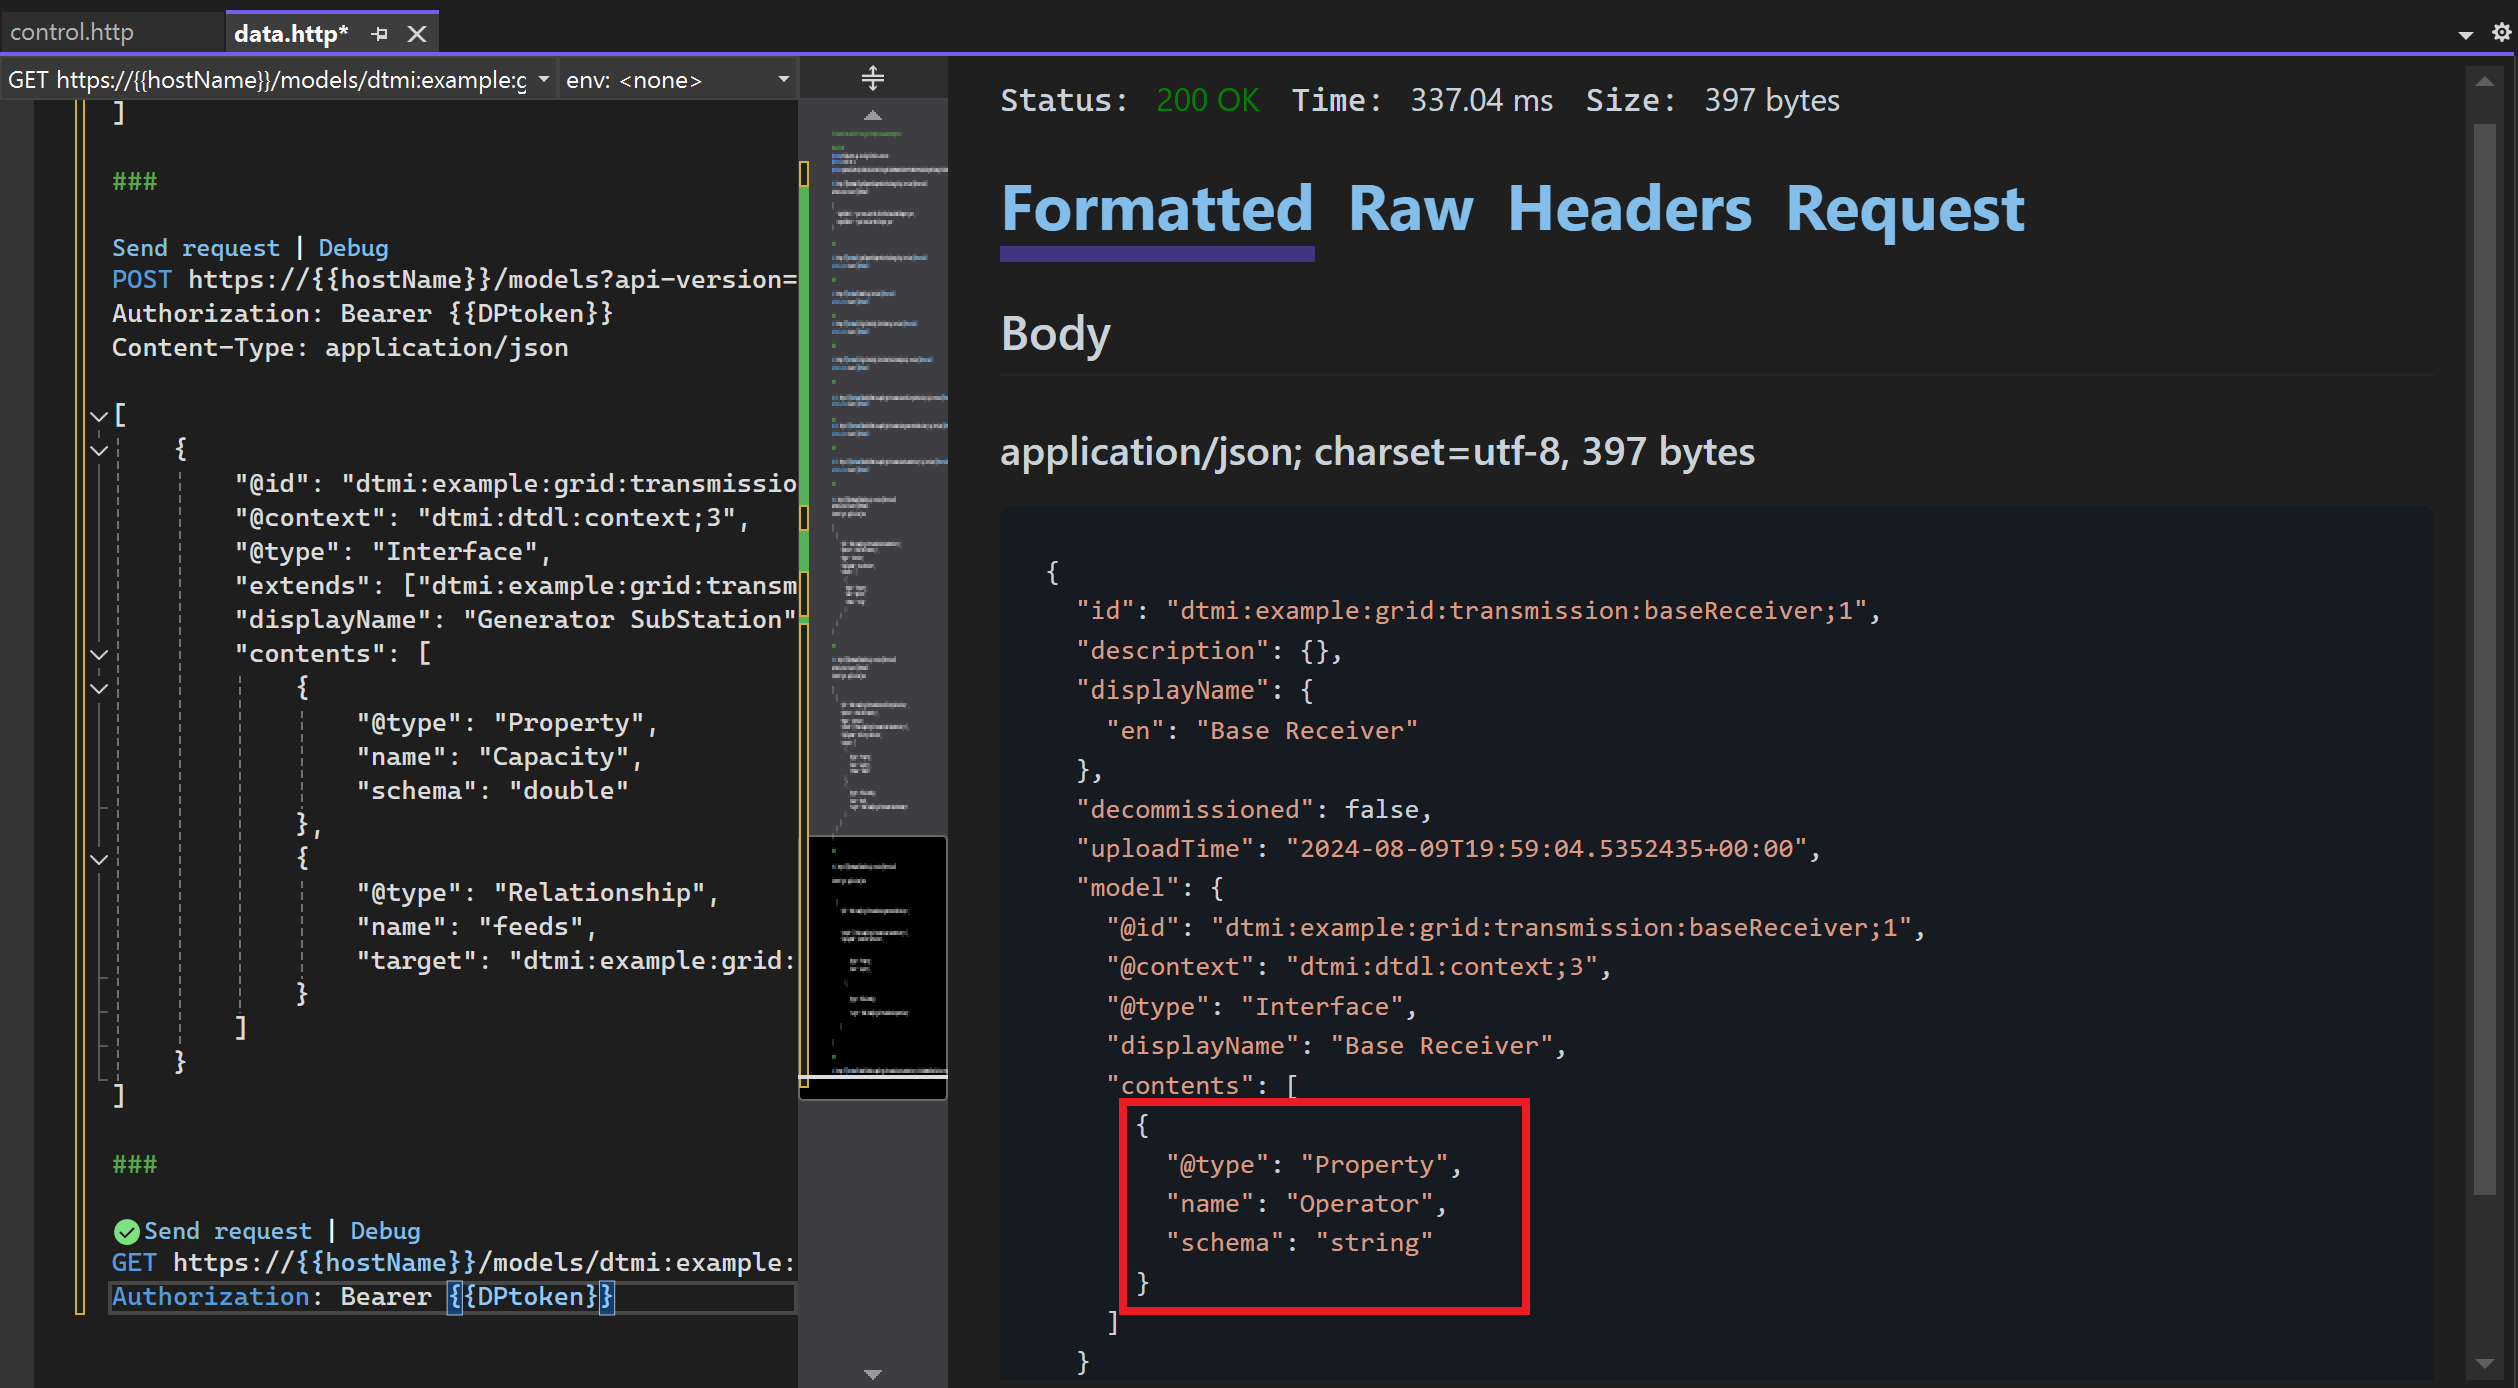 control.http
data.http*
GET https://{{hostName}}/models/dtmi:example:g
env: <none>
]
###
Send request | Debug
POST https://{{hostName}}/models?api-version=
Authorization: Bearer {{DPtoken}}
Content-Type: application/json
[
{
"@id": "dtmi:example:grid:transmissio
"@context": "dtmi:dtdl:context;3",
"@type": "Interface",
"extends": ["dtmi:example:grid:transm
"displayName": "Generator SubStation"
"contents": [
{
"@type": "Property",
"name": "Capacity",
"schema": "double"
},
{
"@type": "Relationship",
"name": "feeds",
"target": "dtmi:example:grid:
}
]
}
]
###
Send request | Debug
GET https://{{hostName}}/models/dtmi:example:
Authorization: Bearer {{DPtoken}}
Status: 200 OK Time: 337.04 ms Size: 397 bytes
Formatted Raw Headers Request
Body
application/json; charset=utf-8, 397 bytes
{
"id": "dtmi:example:grid:transmission:baseReceiver;1",
"description": {},
"displayName": {
"en": "Base Receiver"
},
"decommissioned": false,
"uploadTime": "2024-08-09T19:59:04.5352435+00:00",
"model": {
"@id": "dtmi:example:grid:transmission:baseReceiver;1",
"@context": "dtmi:dtdl:context;3",
"@type": "Interface",
"displayName": "Base Receiver",
"contents": [
{
"@type": "Property",
"name": "Operator",
"schema": "string"
}
]
}